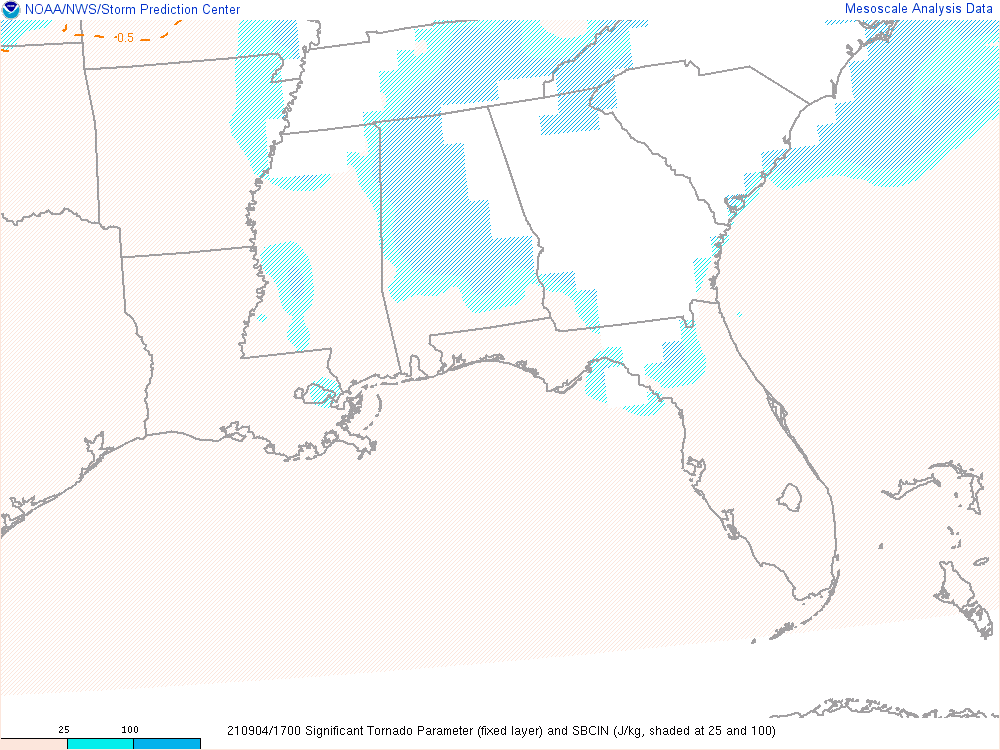 NOAA/NWS/Storm Prediction Center
Mesoscale Analysis Data
-0.5
25 100
210904/1700 Significant Tornado Parameter (fixed layer) and SBCIN (J/kg, shaded at 25 and 100)